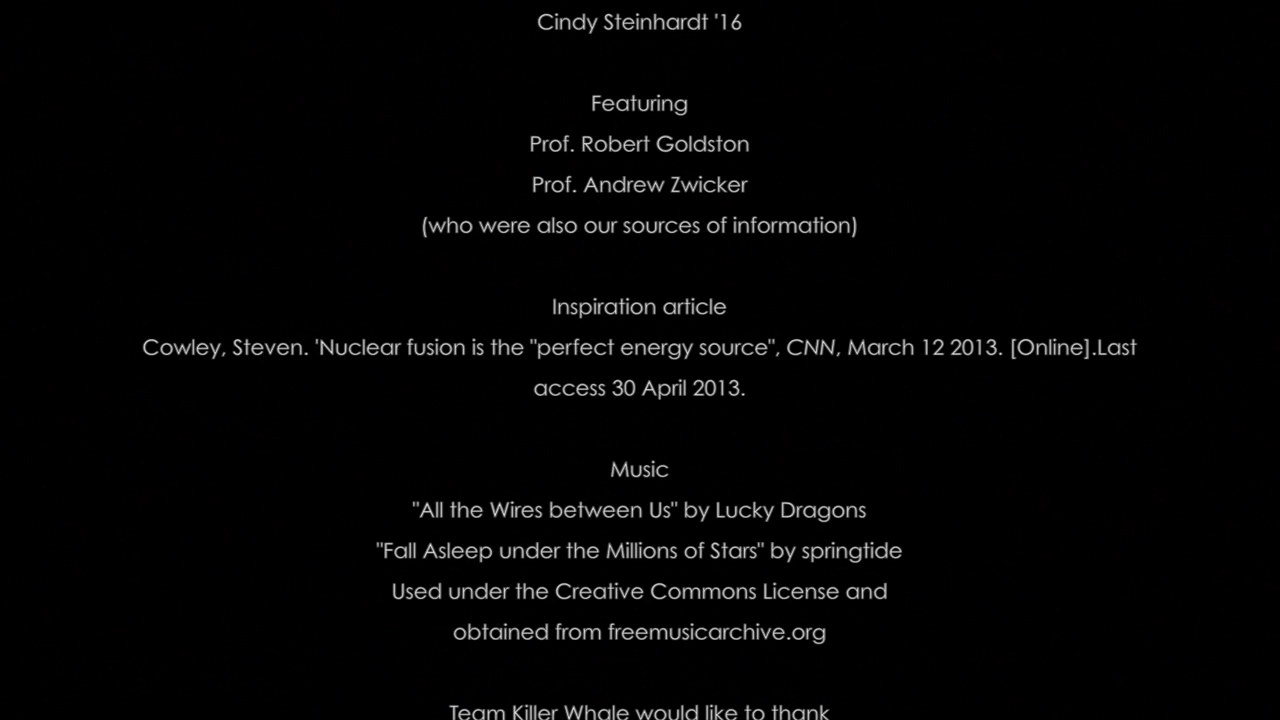 Cindy Steinhardt '16
Featuring
Prof. Robert Goldston
Prof. Andrew Zwicker
(who were also our sources of information)
Inspiration article
Cowley, Steven. 'Nuclear fusion is the "perfect energy source", CNN, March 12 2013. [Online].Last
access 30 April 2013.
Music
"All the Wires between Us" by Lucky Dragons
"Fall Asleep under the Millions of Stars" by springtide
Used under the Creative Commons License and
obtained from freemusicarchive.org
Team Killer Whale would like to thank